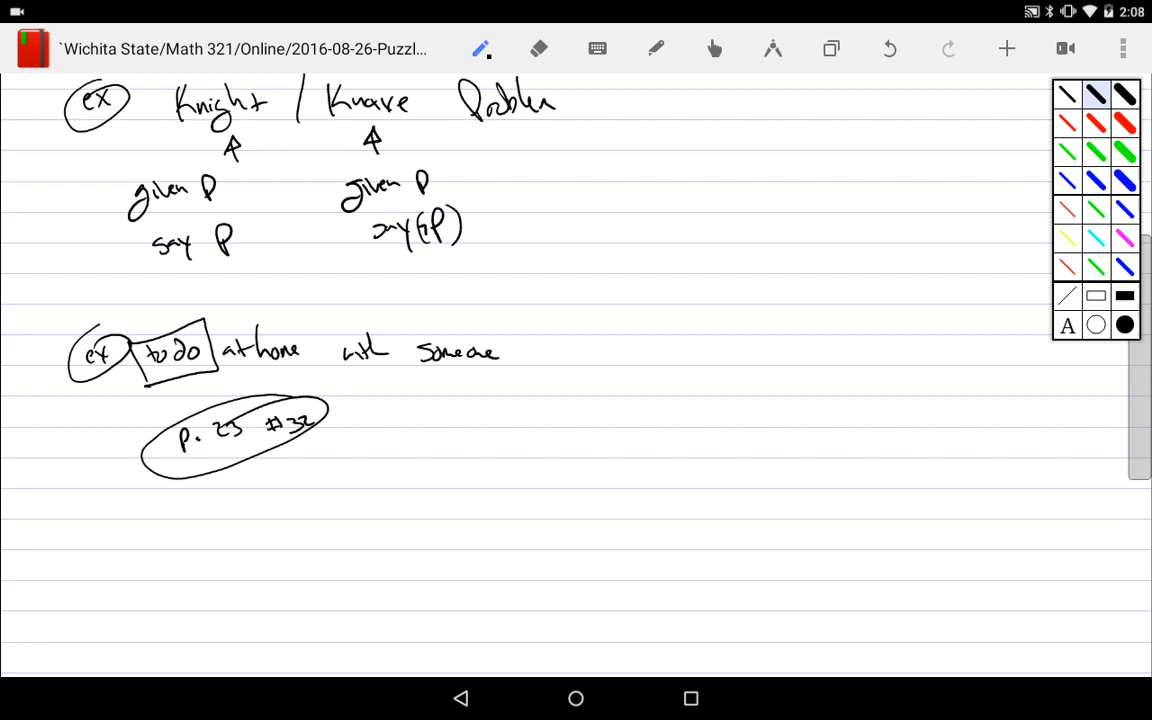 2:08
`Wichita State/Math 321/Online/2016-08-26-Puzzl...
ex Knight / Knave Problem
given P given P
say P say(¬P)
ex to do at home with someone
p. 23 #32
A